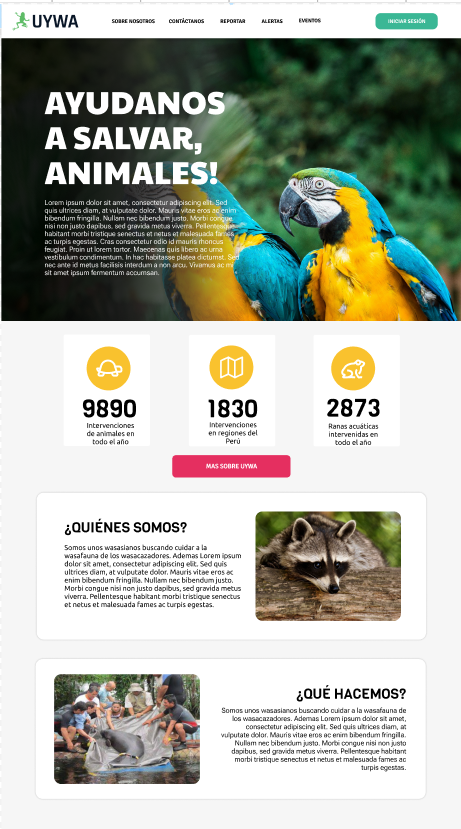 UYWA
SOBRE NOSOTROS
CONTÁCTANOS
REPORTAR
ALERTAS
EVENTOS
INICIAR SESIÓN
AYUDANOS
A SALVAR,
ANIMALES!
Lorem ipsum dolor sit amet, consectetur adipiscing elit. Sed
quis ultrices diam, at vulputate dolor. Mauris vitae eros ac enim
bibendum fringilla. Nullam nec bibendum justo. Morbi congue
nisi non justo dapibus, sed gravida metus viverra. Pellentesque
habitant morbi tristique senectus et netus et malesuada fames
ac turpis egestas. Cras consectetur odio id mauris rhoncus
feugiat. Proin ut lorem tortor. Maecenas quis libero ac urna
vestibulum condimentum. In hac habitasse platea dictumst. Sed
nec ante id metus facilisis interdum a non arcu. Vivamus ac mi
sit amet ipsum fermentum accumsan.
9890
Intervenciones
de animales en
todo el año
1830
Intervenciones
en regiones del
Perú
2873
Ranas acuáticas
intervenidas en
todo el año
MAS SOBRE UYWA
¿QUIÉNES SOMOS?
Somos unos wasasianos buscando cuidar a la
wasafauna de los wasacazadores. Ademas Lorem ipsum
dolor sit amet, consectetur adipiscing elit. Sed quis
ultrices diam, at vulputate dolor. Mauris vitae eros ac
enim bibendum fringilla. Nullam nec bibendum justo.
Morbi congue nisi non justo dapibus, sed gravida metus
viverra. Pellentesque habitant morbi tristique senectus
et netus et malesuada fames ac turpis egestas.
¿QUÉ HACEMOS?
Somos unos wasasianos buscando cuidar a la wasafauna de
los wasacazadores. Ademas Lorem ipsum dolor sit amet,
consectetur adipiscing elit. Sed quis ultrices diam, at
vulputate dolor. Mauris vitae eros ac enim bibendum fringilla.
Nullam nec bibendum justo. Morbi congue nisi non justo
dapibus, sed gravida metus viverra. Pellentesque habitant
morbi tristique senectus et netus et malesuada fames ac
turpis egestas.